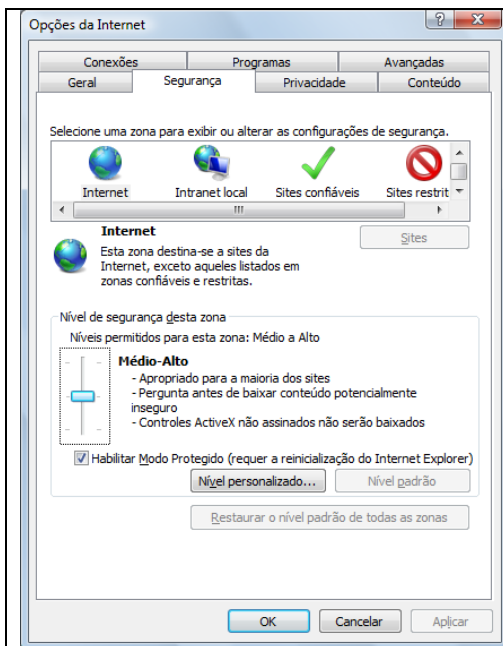 Opções da Internet
Conexões Programas Avançadas
Geral Segurança Privacidade Conteúdo
Selecione uma zona para exibir ou alterar as configurações de segurança.
Internet Intranet local Sites confiáveis Sites restrit
Internet
Sites
Esta zona destina-se a sites da
Internet, exceto aqueles listados em
zonas confiáveis e restritas.
Nível de segurança desta zona
Níveis permitidos para esta zona: Médio a Alto
Médio-Alto
- Apropriado para a maioria dos sites
- Pergunta antes de baixar conteúdo potencialmente
inseguro
- Controles ActiveX não assinados não serão baixados
Habilitar Modo Protegido (requer a reinicialização do Internet Explorer)
Nível personalizado... Nível padrão
Restaurar o nível padrão de todas as zonas
OK Cancelar Aplicar